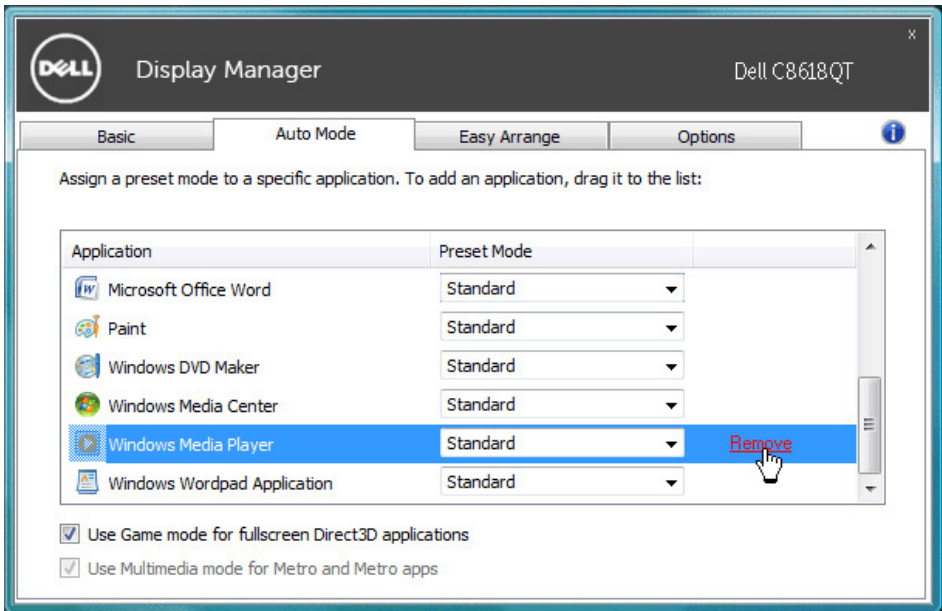 x
DELL Display Manager Dell C8618QT
Basic Auto Mode Easy Arrange Options i
Assign a preset mode to a specific application. To add an application, drag it to the list:
Application Preset Mode
Microsoft Office Word Standard
Paint Standard
Windows DVD Maker Standard
Windows Media Center Standard
Windows Media Player Standard Remove
Windows Wordpad Application Standard
Use Game mode for fullscreen Direct3D applications
Use Multimedia mode for Metro and Metro apps